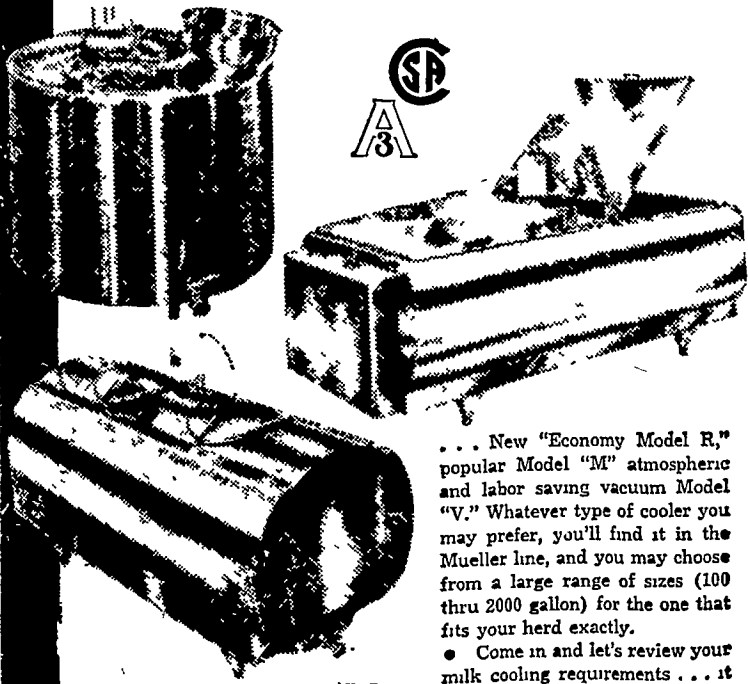 CSA
A
3
. . . New “Economy Model R,”
popular Model “M” atmospheric
and labor saving vacuum Model
“V.” Whatever type of cooler you
may prefer, you’ll find it in the
Mueller line, and you may choose
from a large range of sizes (100
thru 2000 gallon) for the one that
fits your herd exactly.
● Come in and let’s review your
milk cooling requirements . . . it